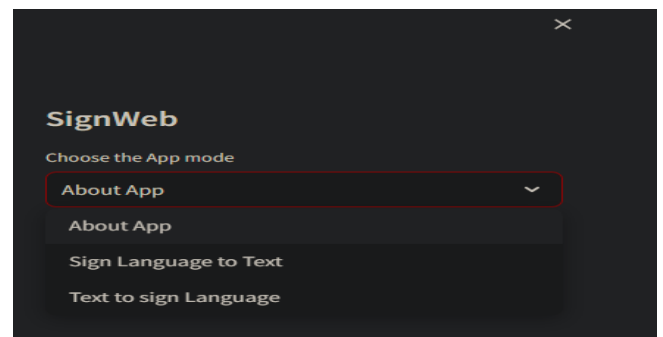 SignWeb
Choose the App mode
About App
About App
Sign Language to Text
Text to sign Language